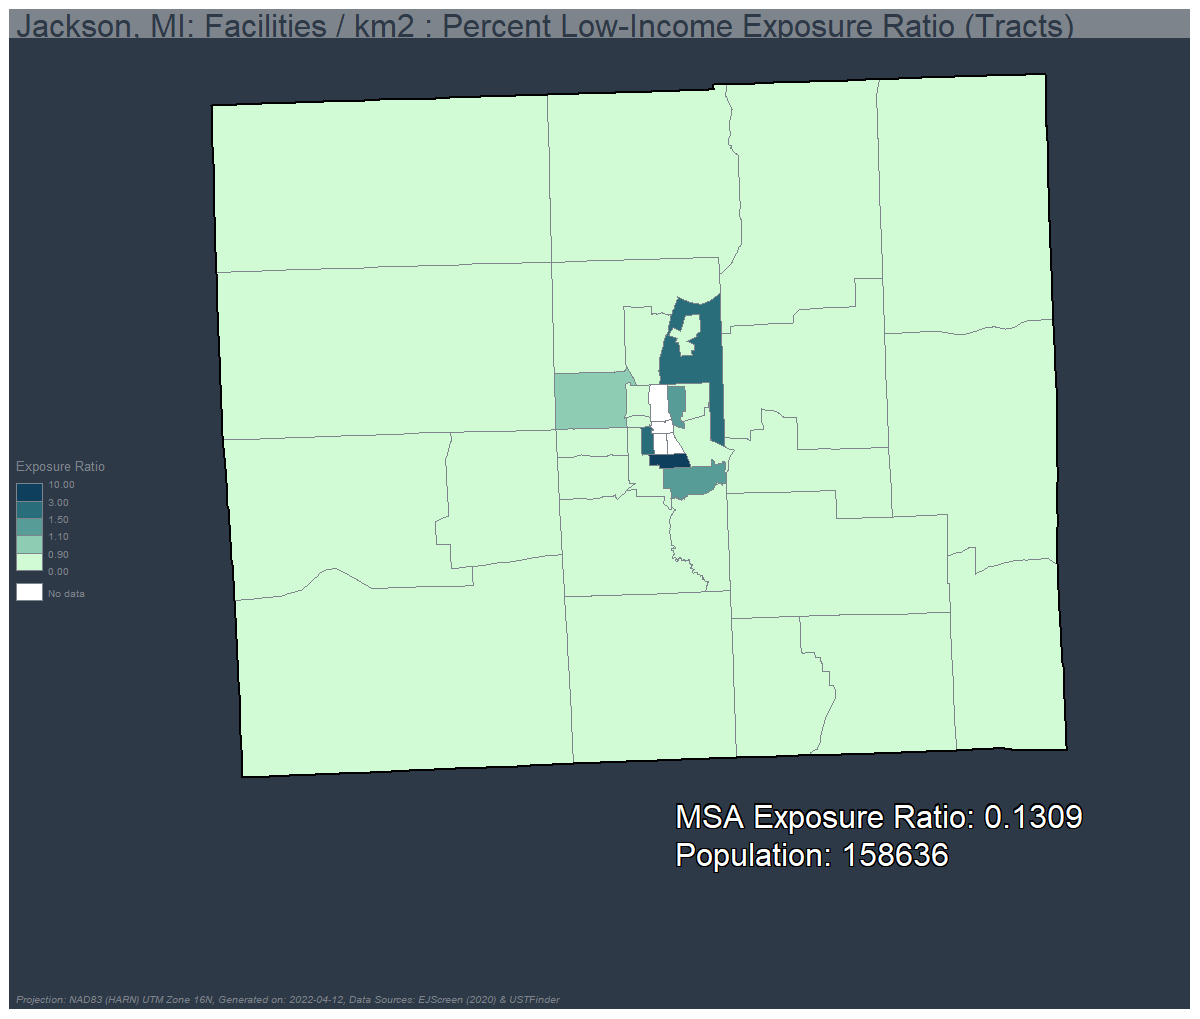 Jackson, MI: Facilities / km2 : Percent Low-Income Exposure Ratio (Tracts)
Exposure Ratio
10.00
3.00
1.50
1.10
0.90
0.00
No data
MSA Exposure Ratio: 0.1309
Population: 158636
Projection: NAD83 (HARN) UTM Zone 16N, Generated on: 2022-04-12, Data Sources: EJScreen (2020) & USTFinder